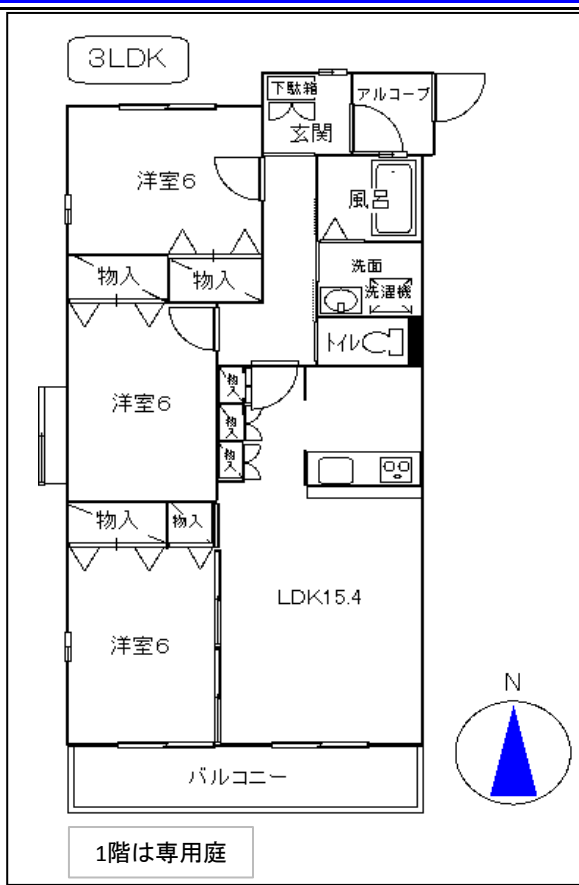 3LDK
下駄箱
アルコーブ
玄関
洋室6
風呂
物入
物入
洗面
洗濯機
トイレ
洋室6
物入
物入
物入
物入
物入
LDK15.4
洋室6
N
バルコニー
1階は専用庭